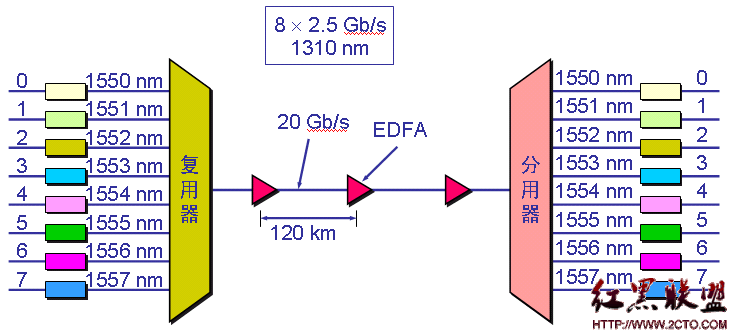 8 × 2.5 Gb/s
1310 nm
0 1550 nm
1 1551 nm
2 1552 nm
3 1553 nm
4 1554 nm
5 1555 nm
6 1556 nm
7 1557 nm
复用器
20 Gb/s
EDFA
120 km
分用器
1550 nm 0
1551 nm 1
1552 nm 2
1553 nm 3
1554 nm 4
1555 nm 5
1556 nm 6
1557 nm 7
红黑联盟
HTTP://WWW.2CTO.COM